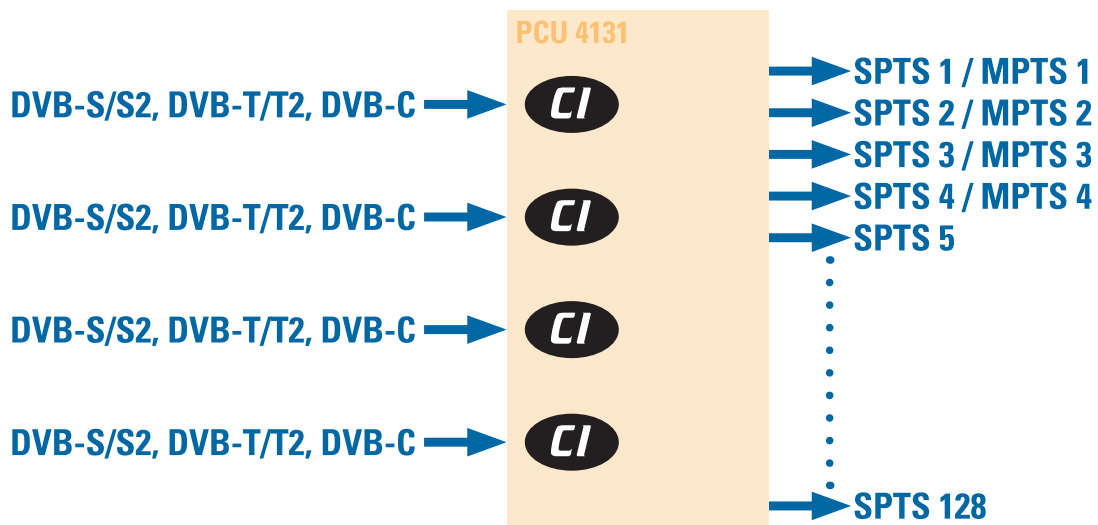 PCU 4131
DVB-S/S2, DVB-T/T2, DVB-C
CI
DVB-S/S2, DVB-T/T2, DVB-C
CI
DVB-S/S2, DVB-T/T2, DVB-C
CI
DVB-S/S2, DVB-T/T2, DVB-C
CI
SPTS 1 / MPTS 1
SPTS 2 / MPTS 2
SPTS 3 / MPTS 3
SPTS 4 / MPTS 4
SPTS 5
SPTS 128